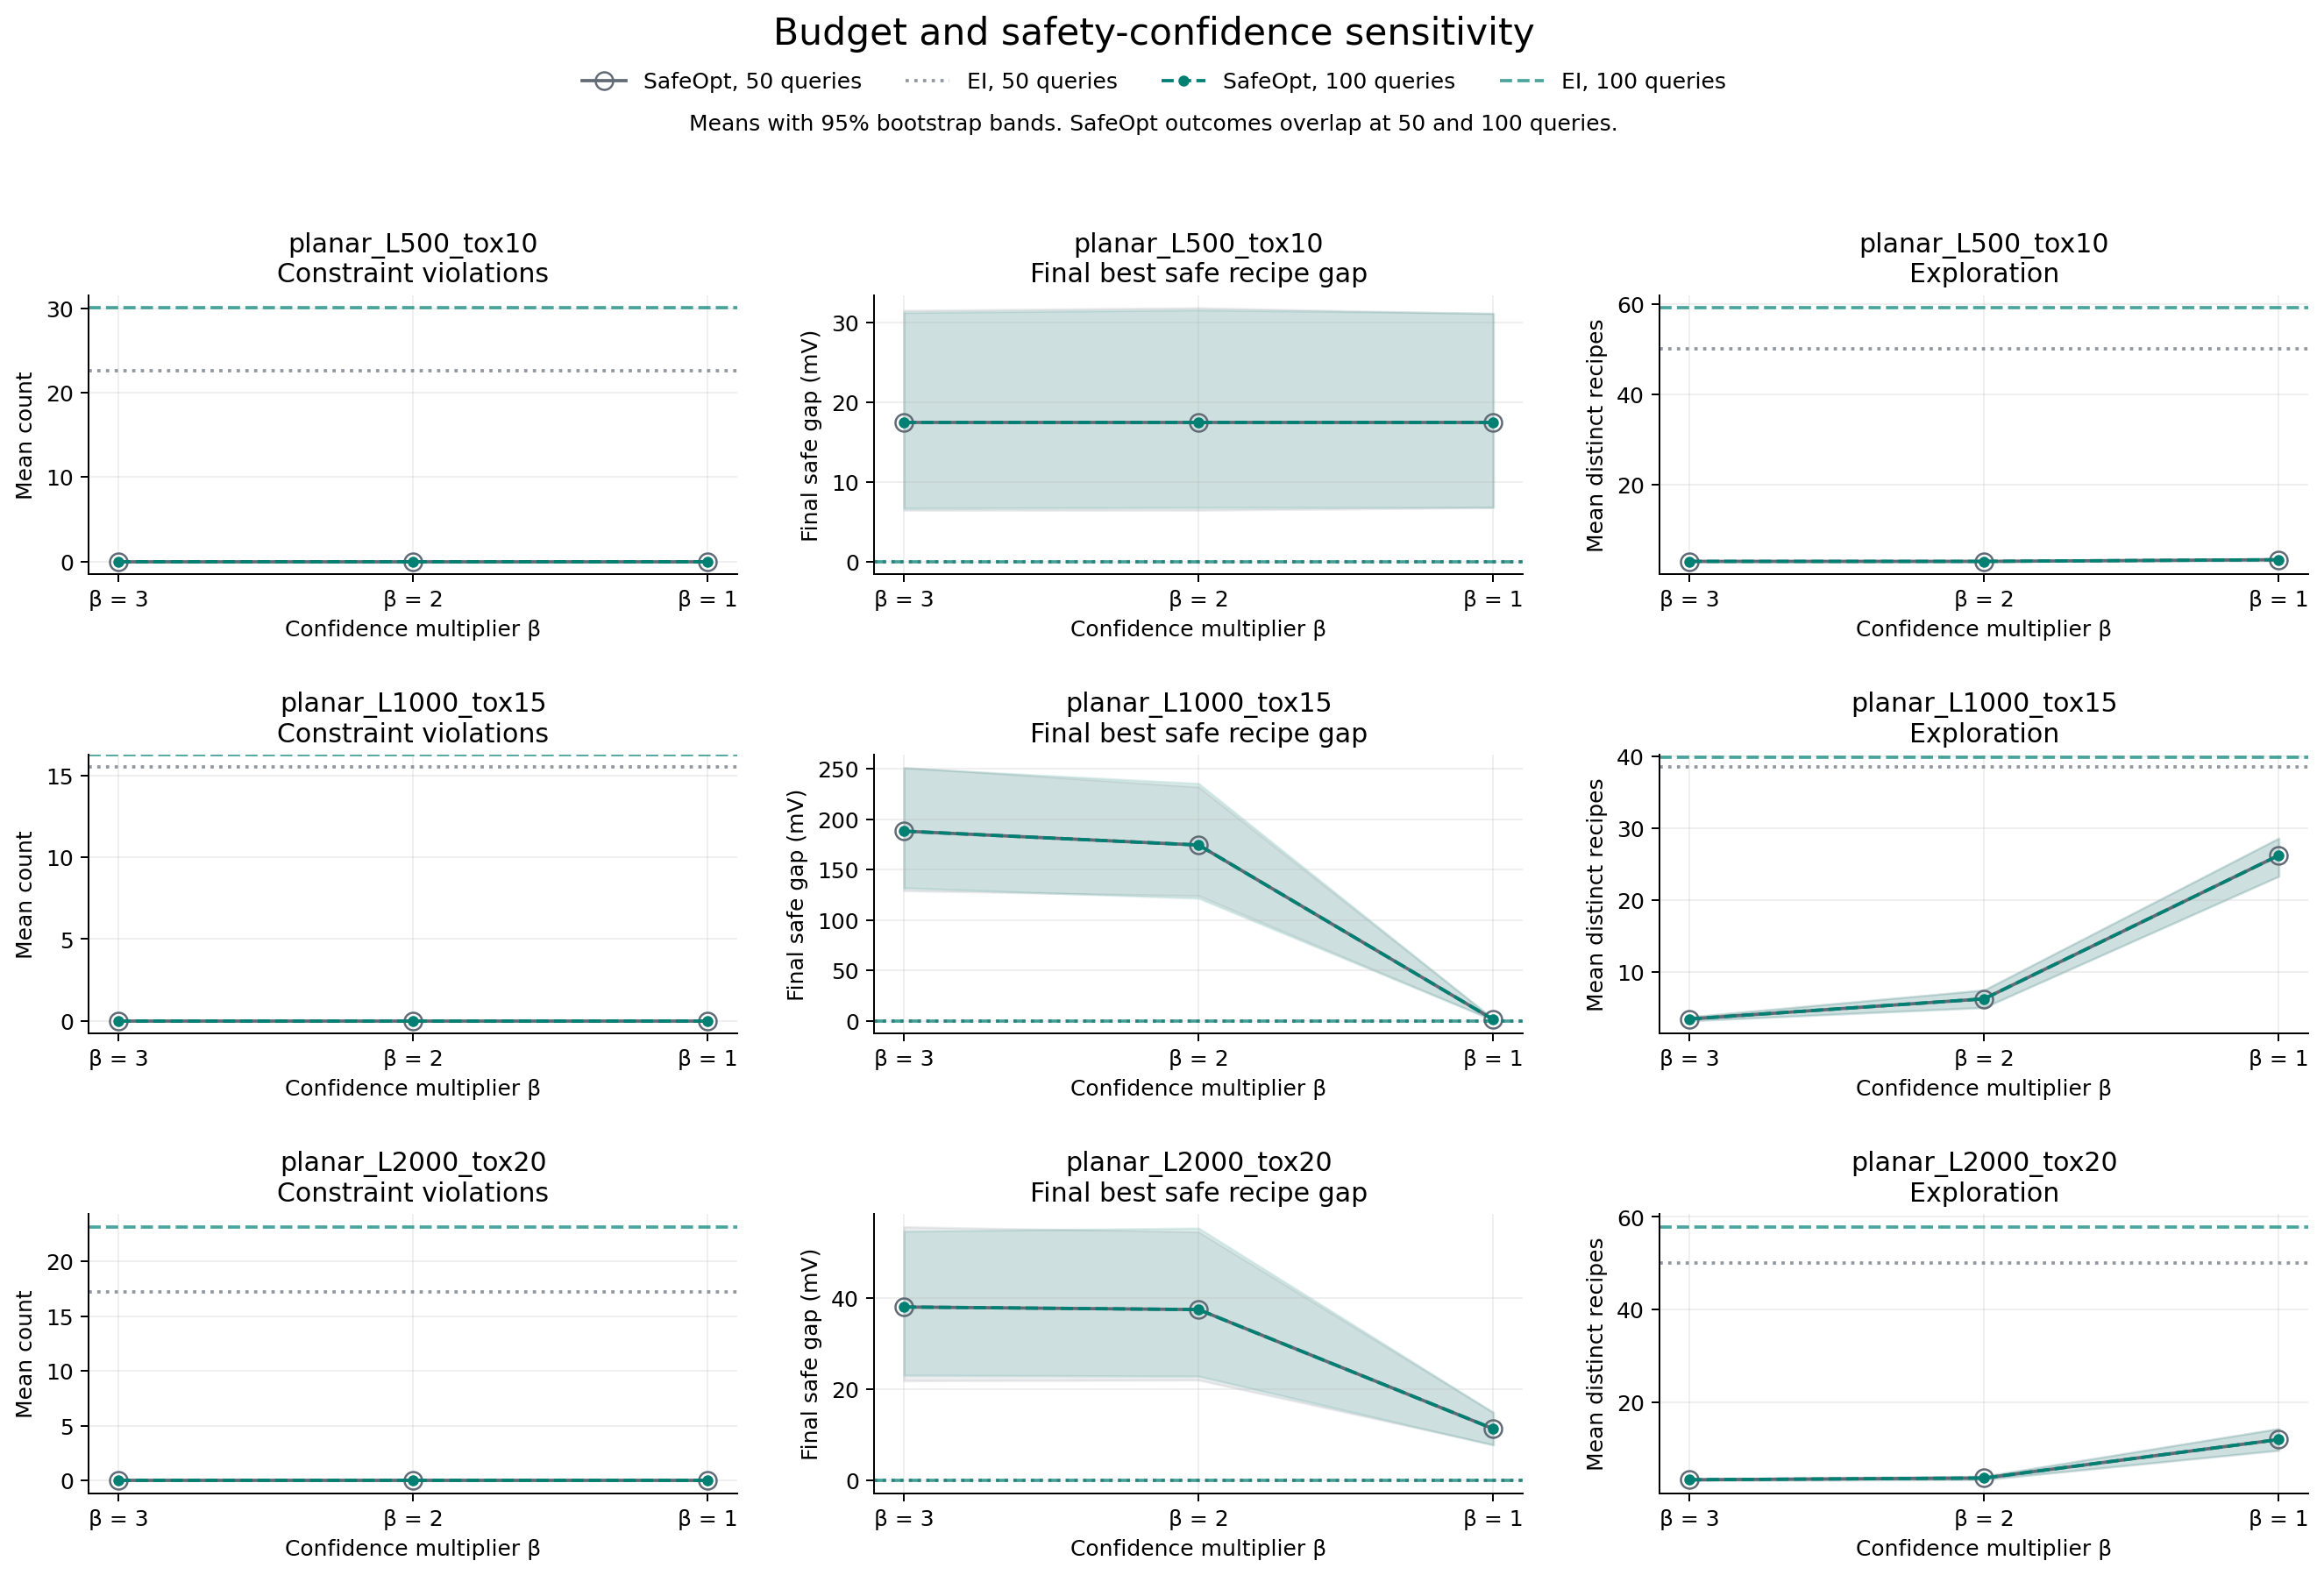 Budget and safety-confidence sensitivity
SafeOpt, 50 queries
EI, 50 queries
SafeOpt, 100 queries
EI, 100 queries
Means with 95% bootstrap bands. SafeOpt outcomes overlap at 50 and 100 queries.
planar_L500_tox10
Constraint violations
Mean count
30
20
10
0
β = 3
β = 2
β = 1
Confidence multiplier β
planar_L500_tox10
Final best safe recipe gap
Final safe gap (mV)
30
20
10
0
β = 3
β = 2
β = 1
Confidence multiplier β
planar_L500_tox10
Exploration
Mean distinct recipes
60
40
20
β = 3
β = 2
β = 1
Confidence multiplier β
planar_L1000_tox15
Constraint violations
Mean count
15
10
5
0
β = 3
β = 2
β = 1
Confidence multiplier β
planar_L1000_tox15
Final best safe recipe gap
Final safe gap (mV)
250
200
150
100
50
0
β = 3
β = 2
β = 1
Confidence multiplier β
planar_L1000_tox15
Exploration
Mean distinct recipes
40
30
20
10
β = 3
β = 2
β = 1
Confidence multiplier β
planar_L2000_tox20
Constraint violations
Mean count
20
15
10
5
0
β = 3
β = 2
β = 1
Confidence multiplier β
planar_L2000_tox20
Final best safe recipe gap
Final safe gap (mV)
40
20
0
β = 3
β = 2
β = 1
Confidence multiplier β
planar_L2000_tox20
Exploration
Mean distinct recipes
60
40
20
β = 3
β = 2
β = 1
Confidence multiplier β